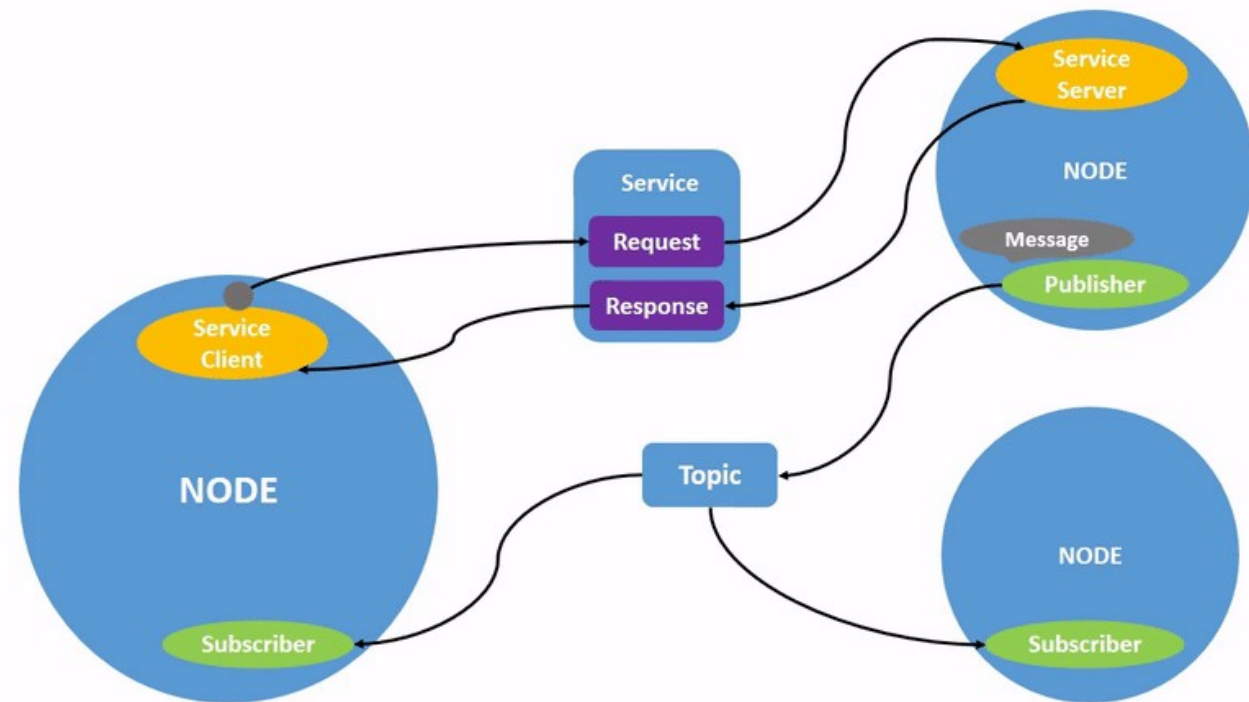 Service
Server
NODE
Message
Publisher
Service
Request
Response
Service
Client
NODE
Subscriber
Topic
NODE
Subscriber